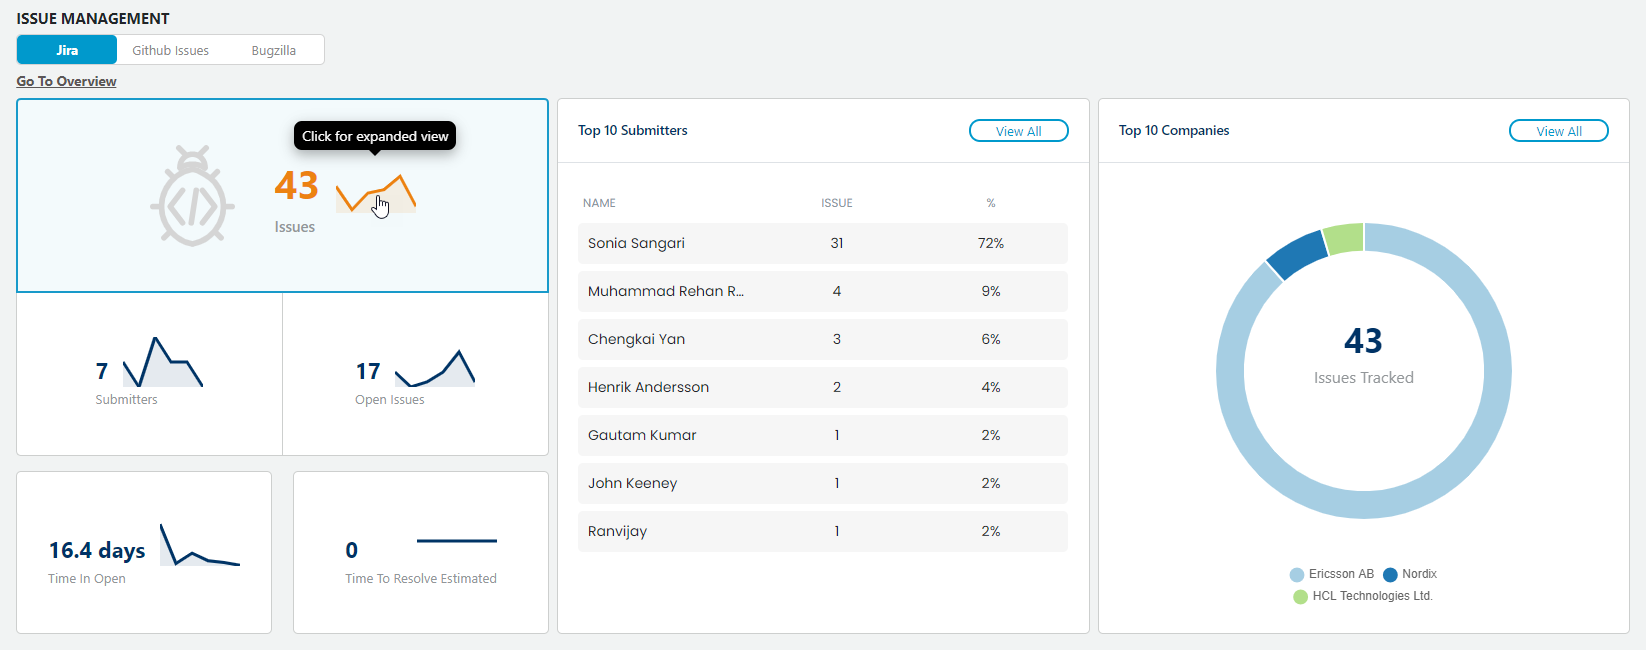 ISSUE MANAGEMENT
Jira Github Issues Bugzilla
Go To Overview
Click for expanded view
43
Issues
7
Submitters
17
Open Issues
16.4 days
Time In Open
0
Time To Resolve Estimated
Top 10 Submitters View All
NAME ISSUE %
Sonia Sangari 31 72%
Muhammad Rehan R... 4 9%
Chengkai Yan 3 6%
Henrik Andersson 2 4%
Gautam Kumar 1 2%
John Keeney 1 2%
Ranvijay 1 2%
Top 10 Companies View All
43
Issues Tracked
Ericsson AB Nordix
HCL Technologies Ltd.